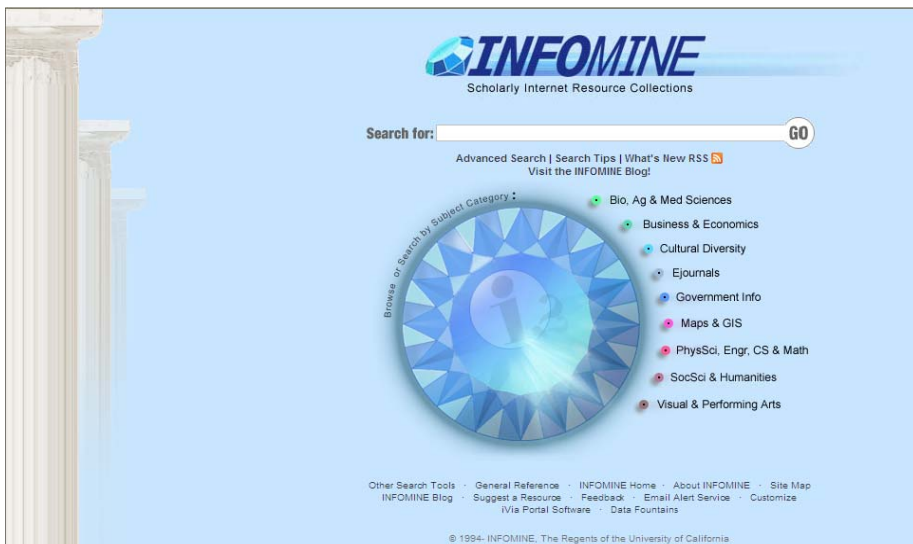 INFOMINE
Scholarly Internet Resource Collections
Search for: GO
Advanced Search | Search Tips | What's New RSS
Visit the INFOMINE Blog!
Browse or Search by Subject Category :
Bio, Ag & Med Sciences
Business & Economics
Cultural Diversity
Ejournals
Government Info
Maps & GIS
PhysSci, Engr, CS & Math
SocSci & Humanities
Visual & Performing Arts
i2
Other Search Tools · General Reference · INFOMINE Home · About INFOMINE · Site Map
INFOMINE Blog · Suggest a Resource · Feedback · Email Alert Service · Customize
iVia Portal Software · Data Fountains
© 1994- INFOMINE, The Regents of the University of California